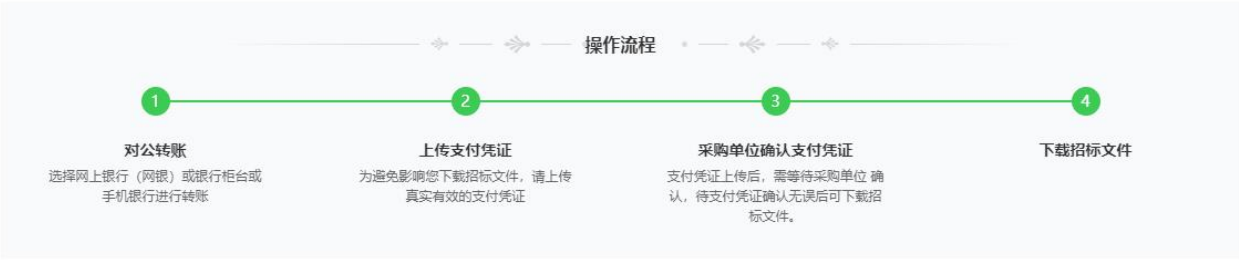 操作流程
1
2
3
4
对公转账
上传支付凭证
采购单位确认支付凭证
下载招标文件
选择网上银行（网银）或银行柜台或
手机银行进行转账
为避免影响您下载招标文件，请上传
真实有效的支付凭证
支付凭证上传后，需等待采购单位 确
认，待支付凭证确认无误后可下载招
标文件。